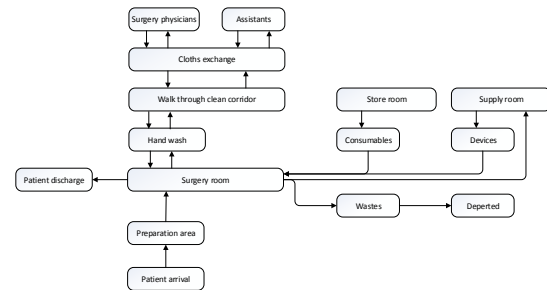 Surgery physicians
Assistants
Cloths exchange
Walk through clean corridor
Store room
Supply room
Hand wash
Consumables
Devices
Patient discharge
Surgery room
Wastes
Deperted
Preparation area
Patient arrival